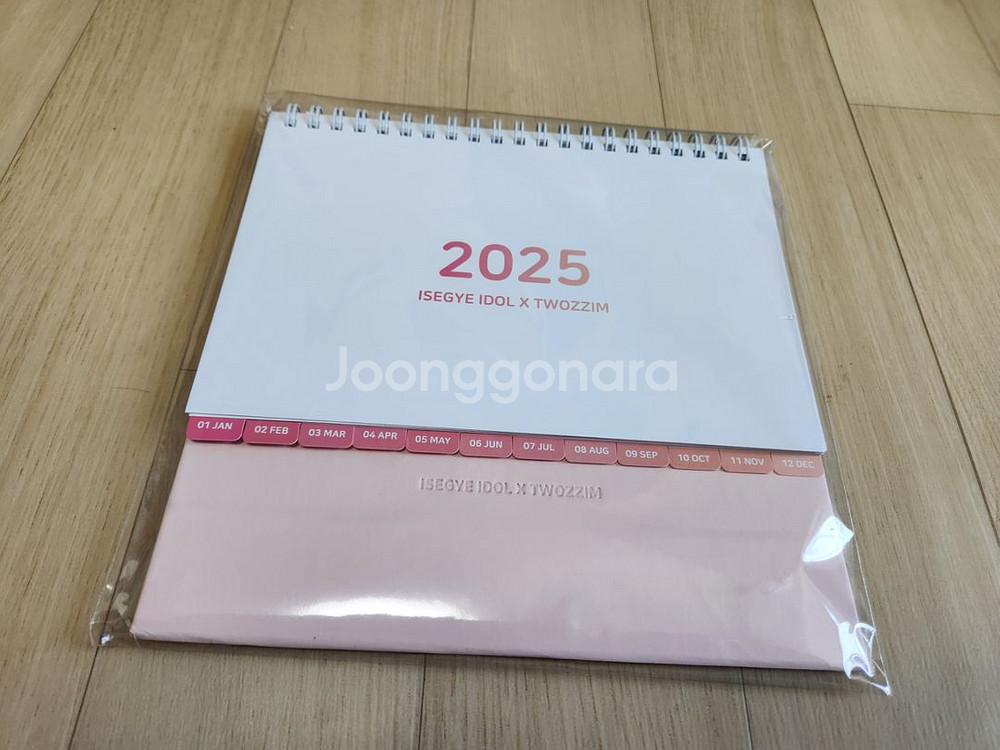 2025
ISEGYE IDOL X TWOZZIM
Joonggonara
01 JAN 02 FEB 03 MAR 04 APR 05 MAY 06 JUN 07 JUL 08 AUG 09 SEP 10 OCT 11 NOV 12 DEC
ISEGYE IDOL X TWOZZIM